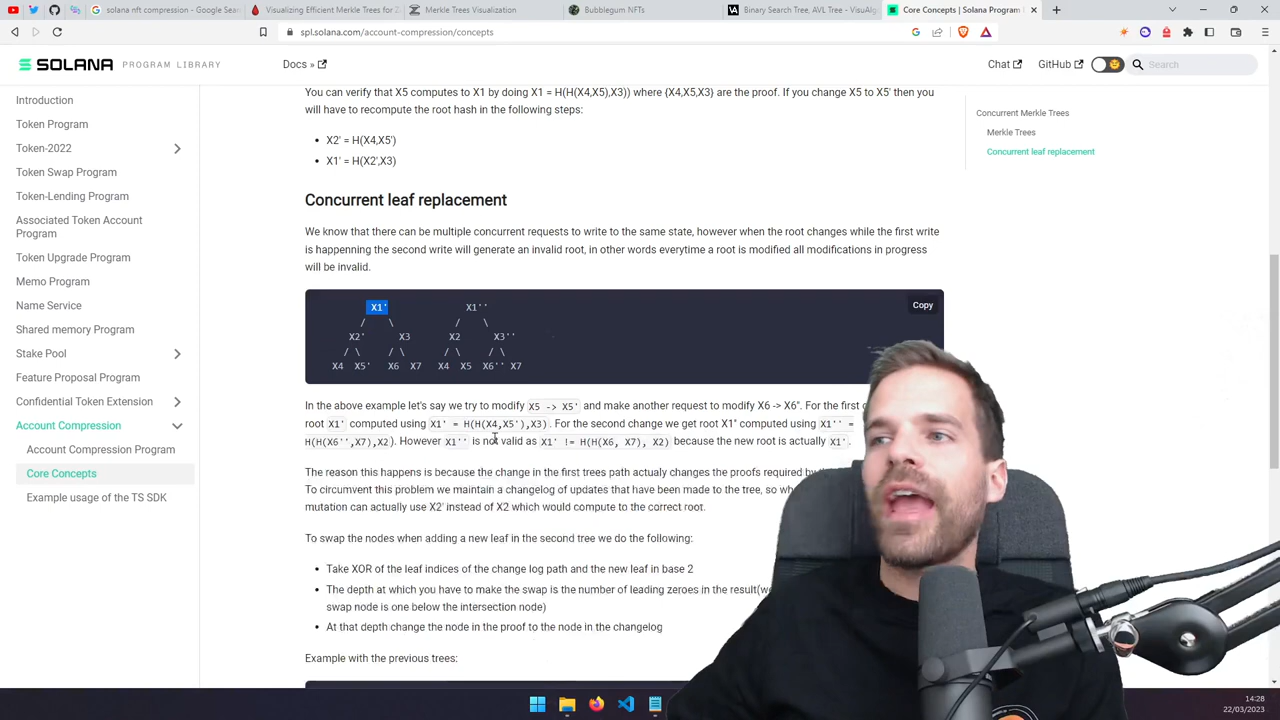 solana nft compression - Google Sear
Visualizing Efficient Merkle Trees for Z
Merkle Trees Visualization
Bubblegum NFTs
Binary Search Tree, AVL Tree - VisuAlg
Core Concepts | Solana Program
spl.solana.com/account-compression/concepts
SOLANA PROGRAM LIBRARY
Docs »
Chat
GitHub
Search
Introduction
Token Program
Token-2022
Token Swap Program
Token-Lending Program
Associated Token Account
Program
Token Upgrade Program
Memo Program
Name Service
Shared memory Program
Stake Pool
Feature Proposal Program
Confidential Token Extension
Account Compression
Account Compression Program
Core Concepts
Example usage of the TS SDK
You can verify that X5 computes to X1 by doing X1 = H(H(X4,X5),X3)) where {X4,X5,X3} are the proof. If you change X5 to X5' then you
will have to recompute the root hash in the following steps:
• X2' = H(X4,X5')
• X1' = H(X2',X3)
Concurrent leaf replacement
We know that there can be multiple concurrent requests to write to the same state, however when the root changes while the first write
is happenning the second write will generate an invalid root, in other words everytime a root is modified all modifications in progress
will be invalid.
Copy
X1' X1''
/ \ / \
X2' X3 X2 X3''
/ \ / \ / \ / \
X4 X5' X6 X7 X4 X5 X6'' X7
In the above example let's say we try to modify X5 -> X5' and make another request to modify X6 -> X6". For the first
root X1' computed using X1' = H(H(X4,X5'),X3). For the second change we get root X1" computed using X1'' =
H(H(X6'',X7),X2). However X1'' is not valid as X1' != H(H(X6, X7), X2) because the new root is actually X1'.
The reason this happens is because the change in the first trees path actualy changes the proofs required by
To circumvent this problem we maintain a changelog of updates that have been made to the tree, so
mutation can actually use X2' instead of X2 which would compute to the correct root.
To swap the nodes when adding a new leaf in the second tree we do the following:
• Take XOR of the leaf indices of the change log path and the new leaf in base 2
• The depth at which you have to make the swap is the number of leading zeroes in the result(we
swap node is one below the intersection node)
• At that depth change the node in the proof to the node in the changelog
Example with the previous trees:
Concurrent Merkle Trees
Merkle Trees
Concurrent leaf replacement
14:28
22/03/2023